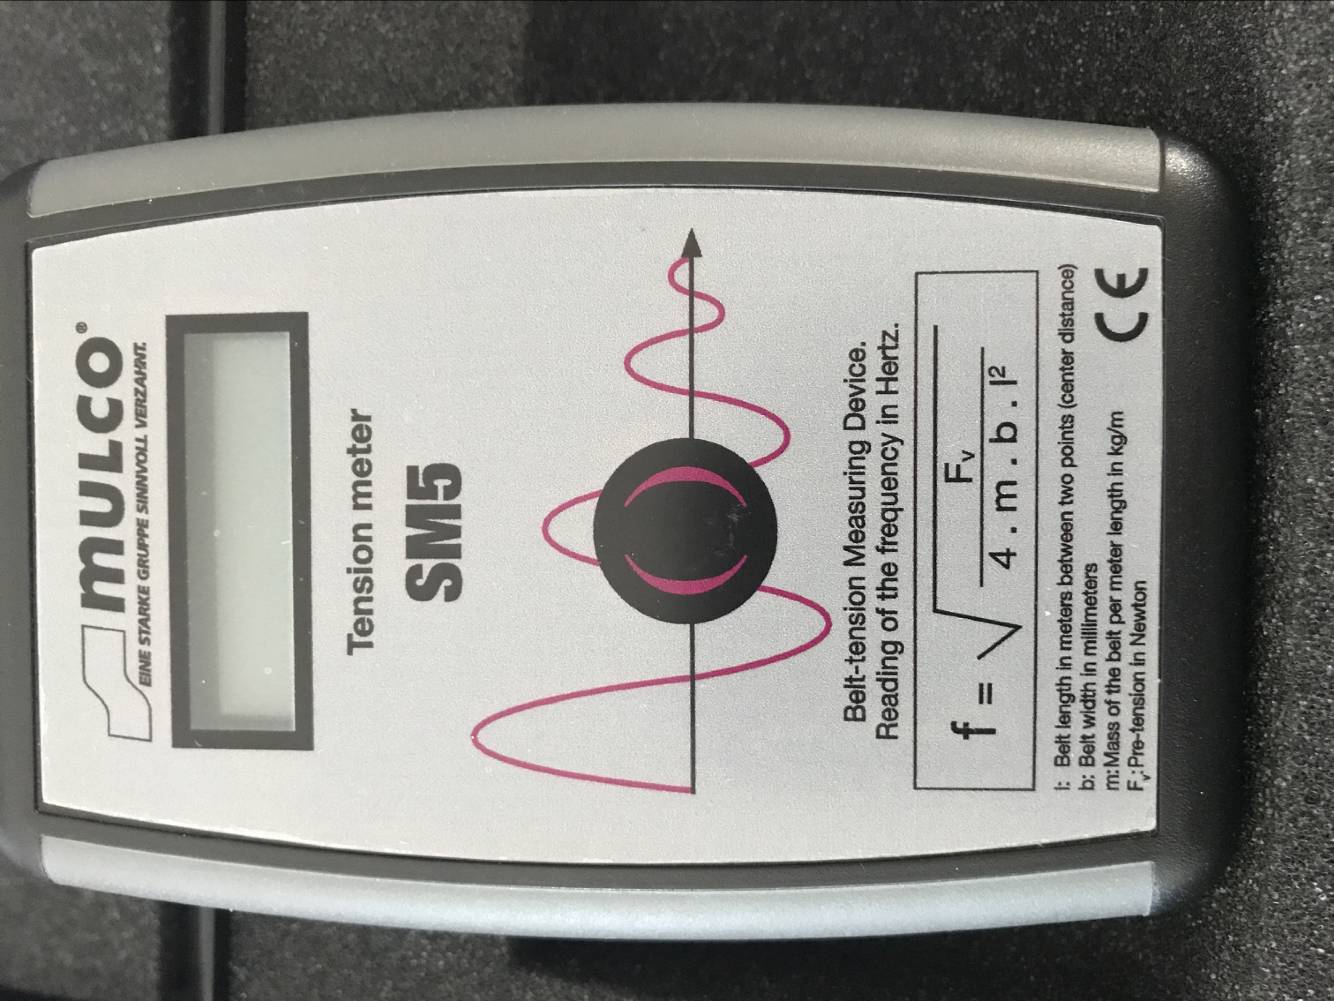 mulco®
EINE STARKE GRUPPE SINNVOLL VERZAHNT.
Tension meter
SM5
Belt-tension Measuring Device.
Reading of the frequency in Hertz.
f = √ Fv / 4 . m . b . l²
l: Belt length in meters between two points (center distance)
b: Belt width in millimeters
m: Mass of the belt per meter length in kg/m
Fv: Pre-tension in Newton
CE